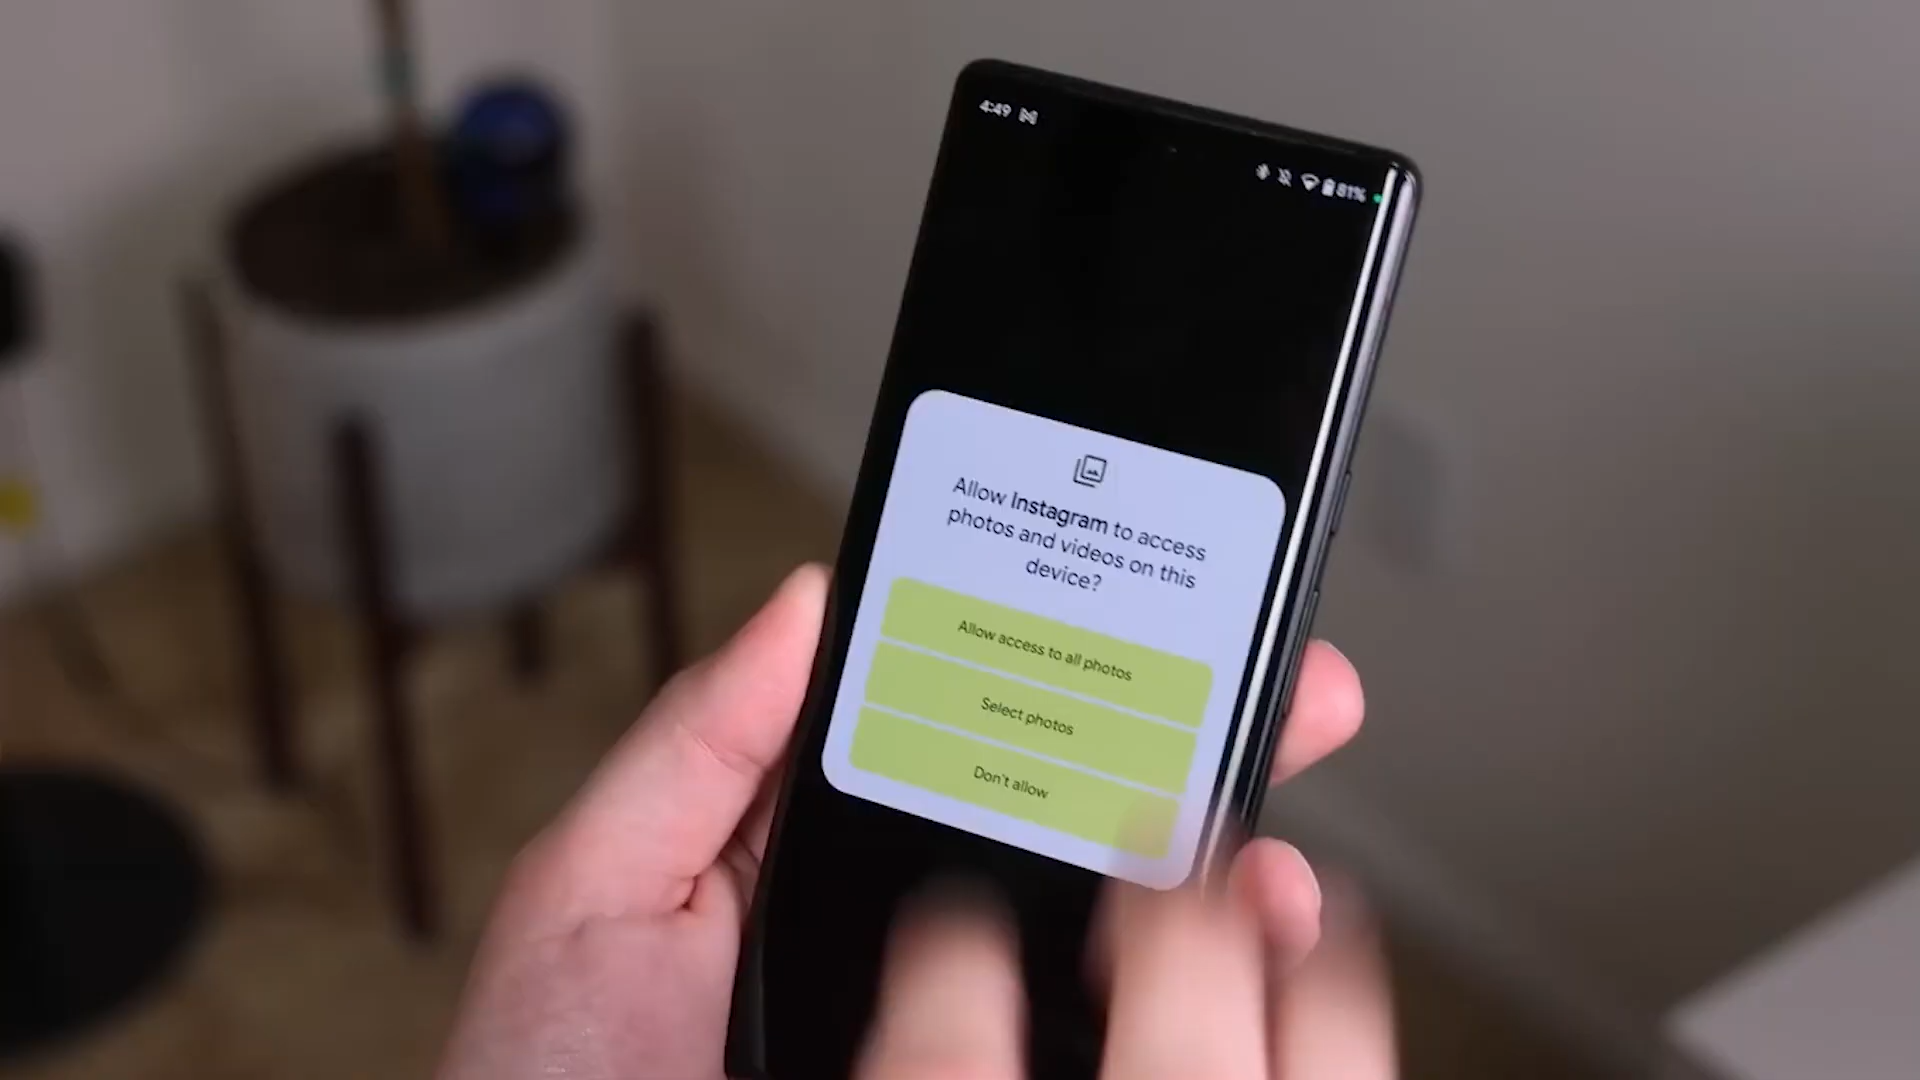 4:49
81%
Allow Instagram to access
photos and videos on this
device?
Allow access to all photos
Select photos
Don't allow